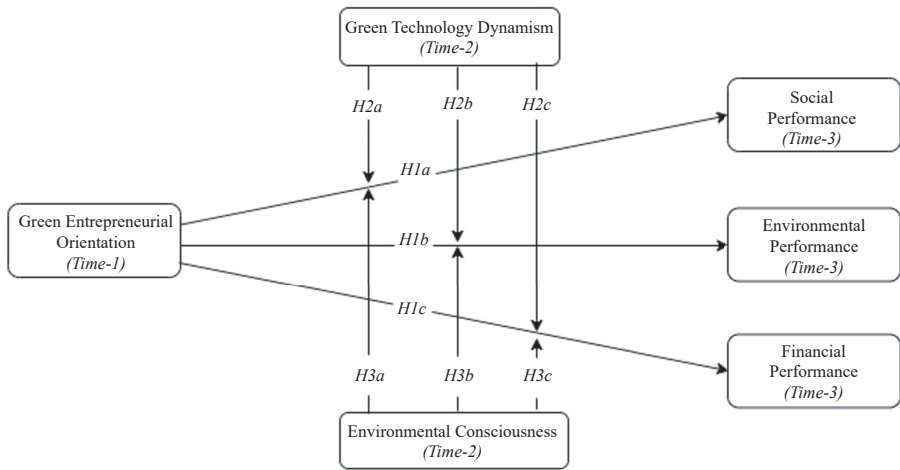 Green Technology Dynamism
(Time-2)
H2a
H2b
H2c
Social
Performance
(Time-3)
H1a
Green Entrepreneurial
Orientation
(Time-1)
H1b
Environmental
Performance
(Time-3)
H1c
H3a
H3b
H3c
Financial
Performance
(Time-3)
Environmental Consciousness
(Time-2)